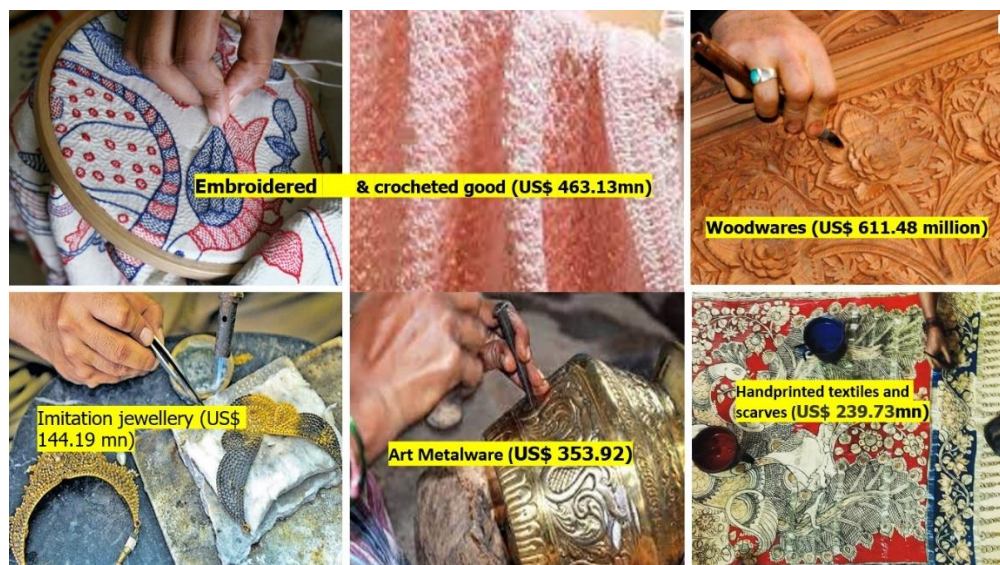 Embroidered & crocheted good (US$ 463.13mn)
Woodwares (US$ 611.48 million)
Imitation jewellery (US$
144.19 mn)
Art Metalware (US$ 353.92)
Handprinted textiles and
scarves (US$ 239.73mn)